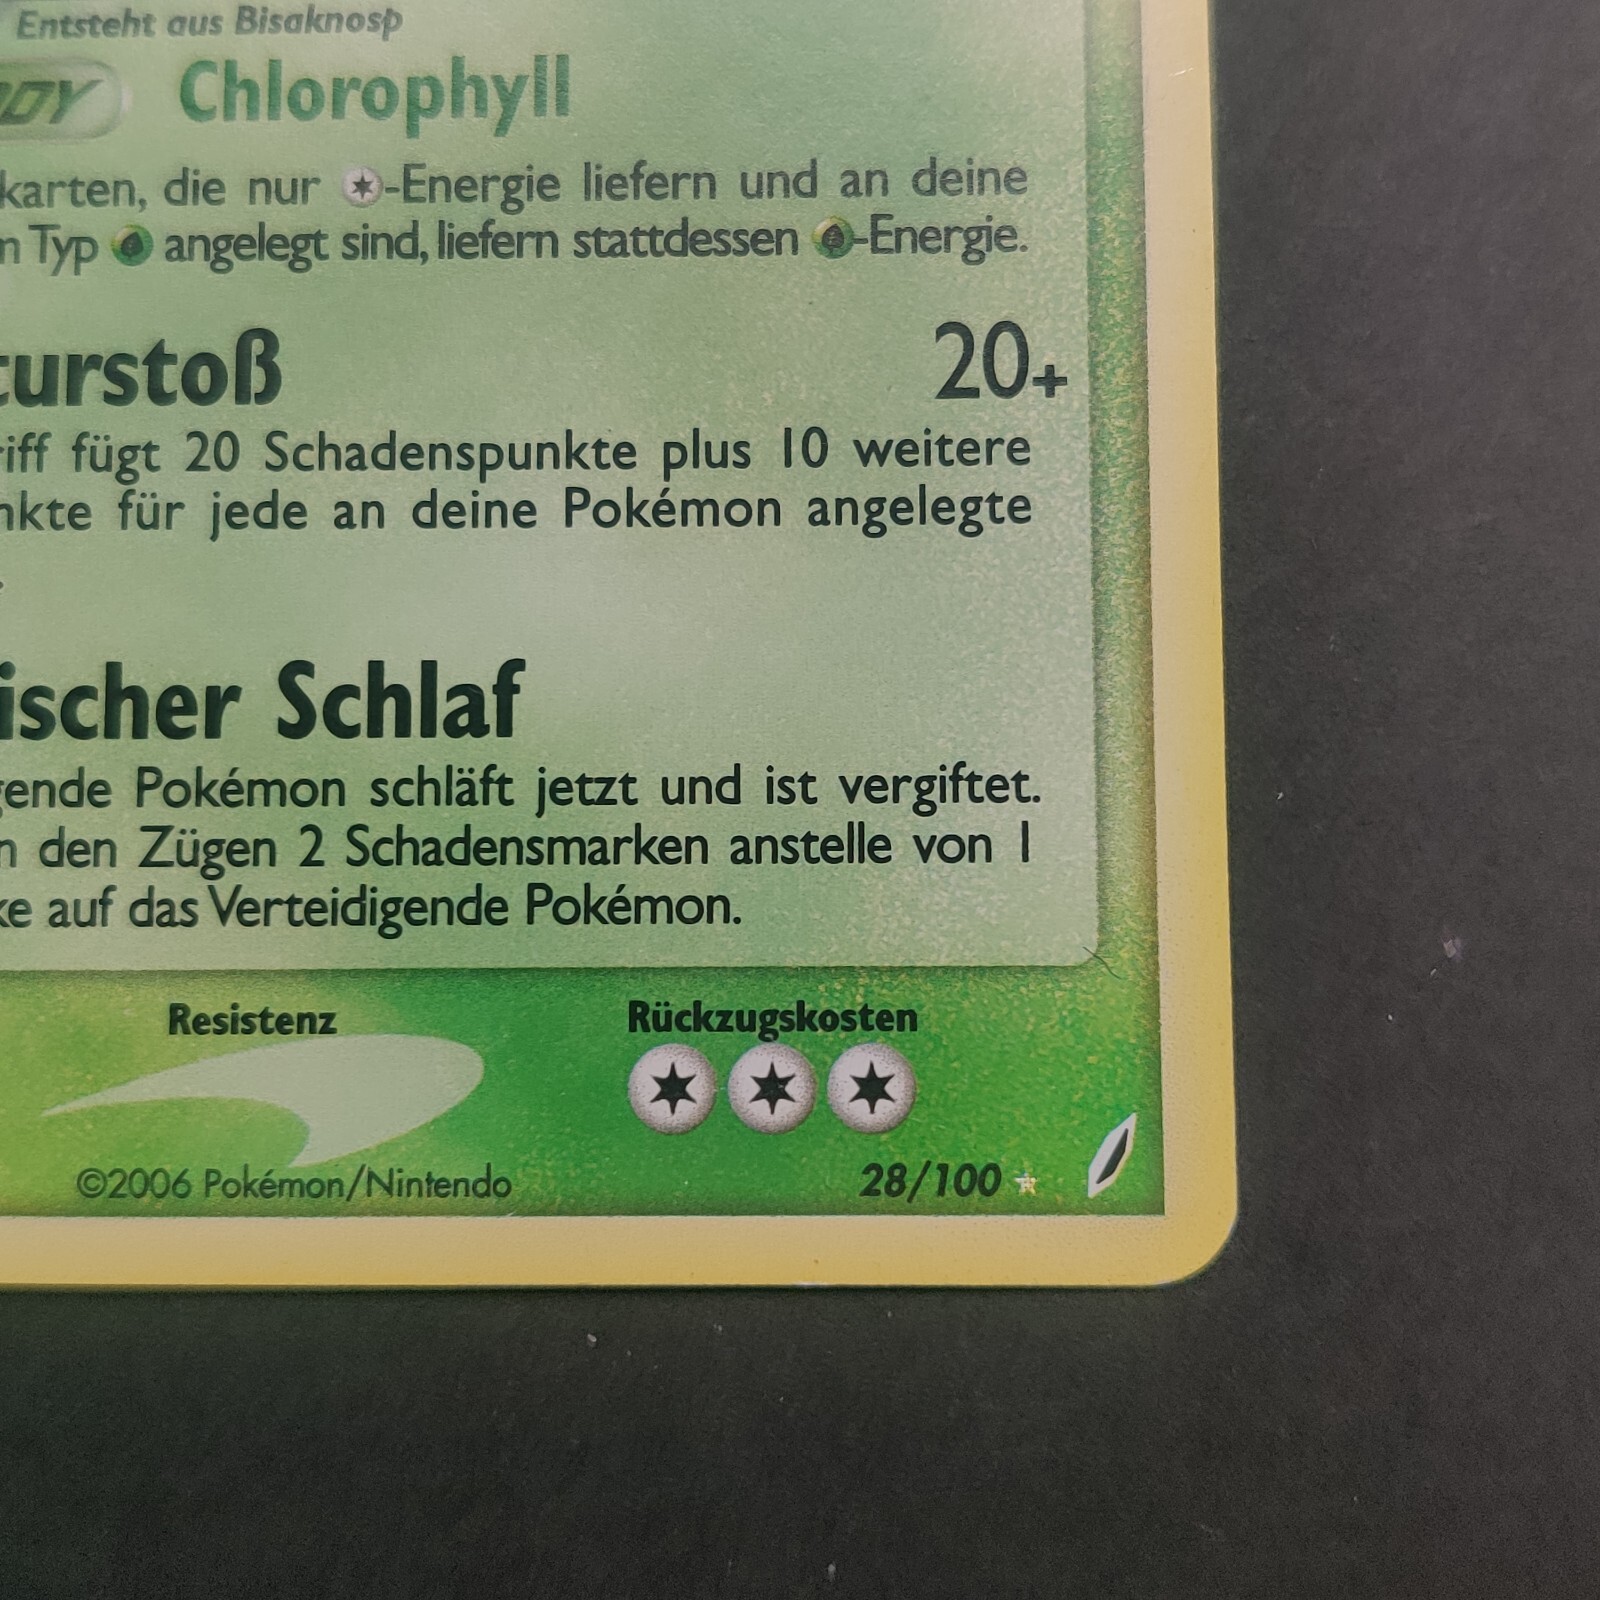 Entsteht aus Bisaknosp
Chlorophyll
karten, die nur -Energie liefern und an deine
Typ angelegt sind, liefern stattdessen -Energie.
turstoß 20+
riff fügt 20 Schadenspunkte plus 10 weitere
nkte für jede an deine Pokémon angelegte
ischer Schlaf
gende Pokémon schläft jetzt und ist vergiftet.
n den Zügen 2 Schadensmarken anstelle von 1
ke auf das Verteidigende Pokémon.
Resistenz Rückzugskosten
©2006 Pokémon/Nintendo 28/100